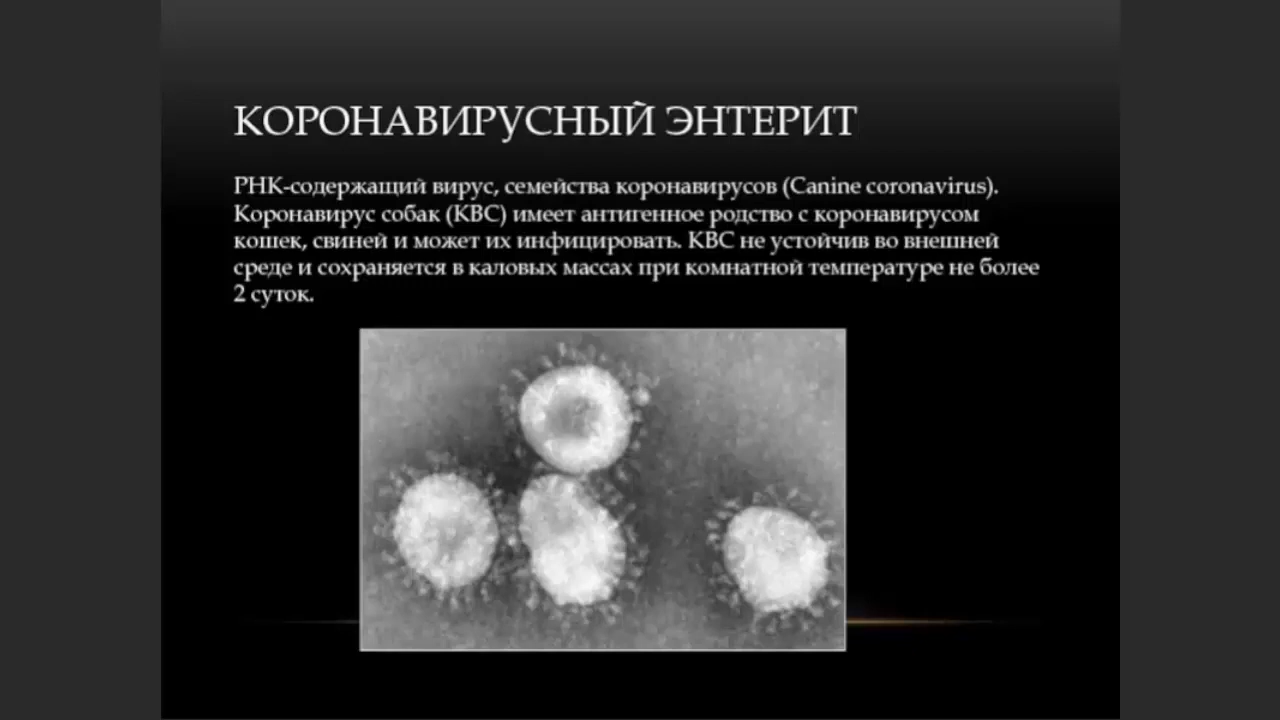 КОРОНАВИРУСНЫЙ ЭНТЕРИТ
РНК-содержащий вирус, семейства коронавирусов (Canine coronavirus).
Коронавирус собак (КВС) имеет антигенное родство с коронавирусом
кошек, свиней и может их инфицировать. КВС не устойчив во внешней
среде и сохраняется в каловых массах при комнатной температуре не более
2 суток.